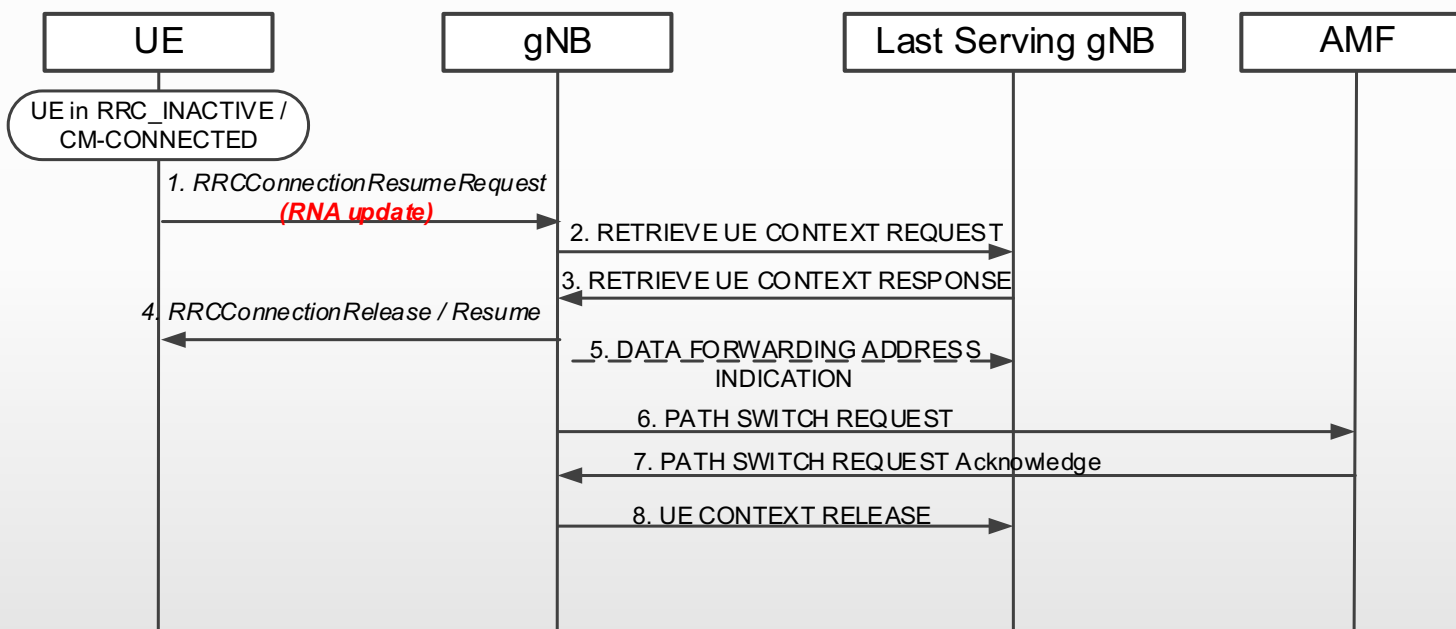 UE
gNB
Last Serving gNB
AMF
UE in RRC_INACTIVE /
CM-CONNECTED
1. RRCConnectionResumeRequest
(RNA update)
2. RETRIEVE UE CONTEXT REQUEST
3. RETRIEVE UE CONTEXT RESPONSE
4. RRCConnectionRelease / Resume
5. DATA FORWARDING ADDRESS
INDICATION
6. PATH SWITCH REQUEST
7. PATH SWITCH REQUEST Acknowledge
8. UE CONTEXT RELEASE